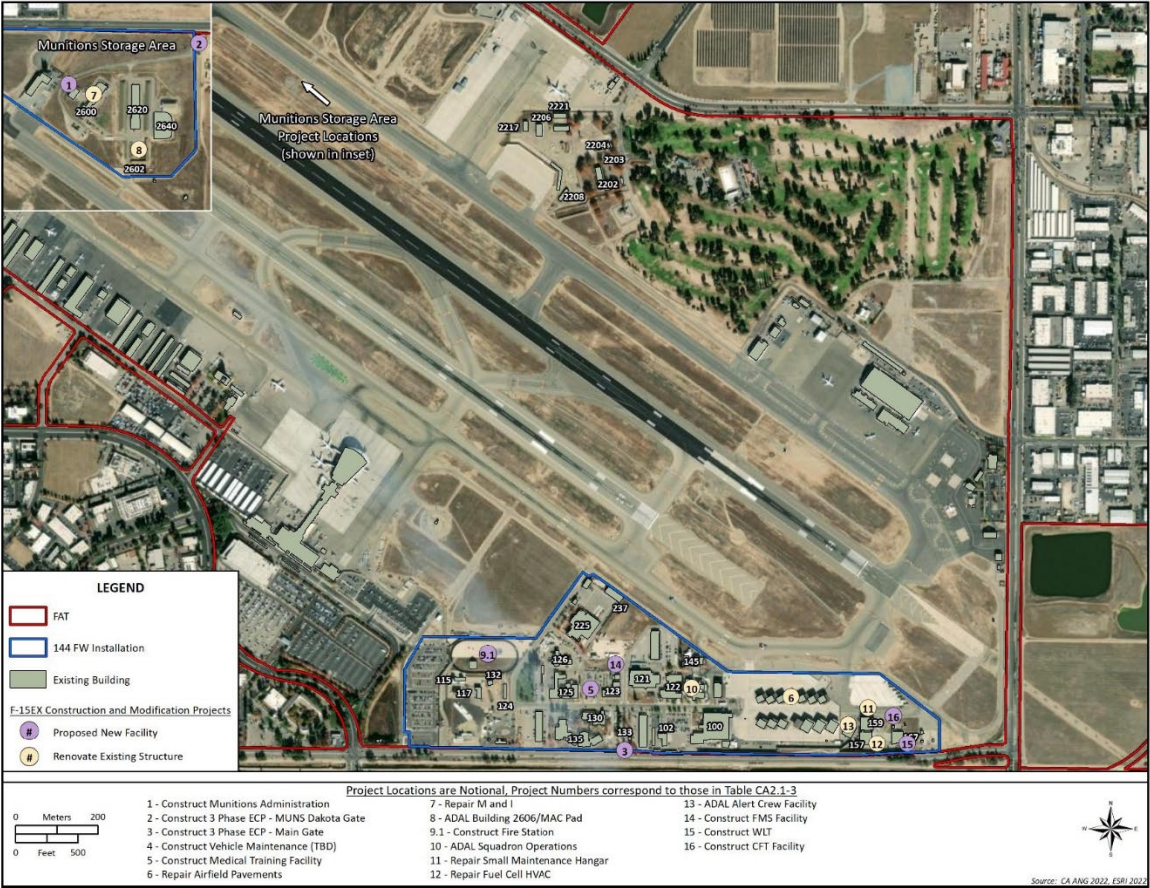 Munitions Storage Area
2
1
7
2600
2620
2640
8
2602
Munitions Storage Area
Project Locations
(shown in inset)
2221
2206
2217
2204
2203
2202
2208
LEGEND
FAT
144 FW Installation
Existing Building
F-15EX Construction and Modification Projects
# Proposed New Facility
# Renovate Existing Structure
237
225
9.1
126
14
145
115
132
121
117
125
5
123
122
10
6
124
11
130
16
133
102
100
13
159
135
157
12
15
3
Project Locations are Notional, Project Numbers correspond to those in Table CA2.1-3
0 Meters 200
0 Feet 500
1 - Construct Munitions Administration
2 - Construct 3 Phase ECP - MUNS Dakota Gate
3 - Construct 3 Phase ECP - Main Gate
4 - Construct Vehicle Maintenance (TBD)
5 - Construct Medical Training Facility
6 - Repair Airfield Pavements
7 - Repair M and I
8 - ADAL Building 2606/MAC Pad
9.1 - Construct Fire Station
10 - ADAL Squadron Operations
11 - Repair Small Maintenance Hangar
12 - Repair Fuel Cell HVAC
13 - ADAL Alert Crew Facility
14 - Construct FMS Facility
15 - Construct WLT
16 - Construct CFT Facility
N
W
E
S
Source: CA ANG 2022, ESRI 2022